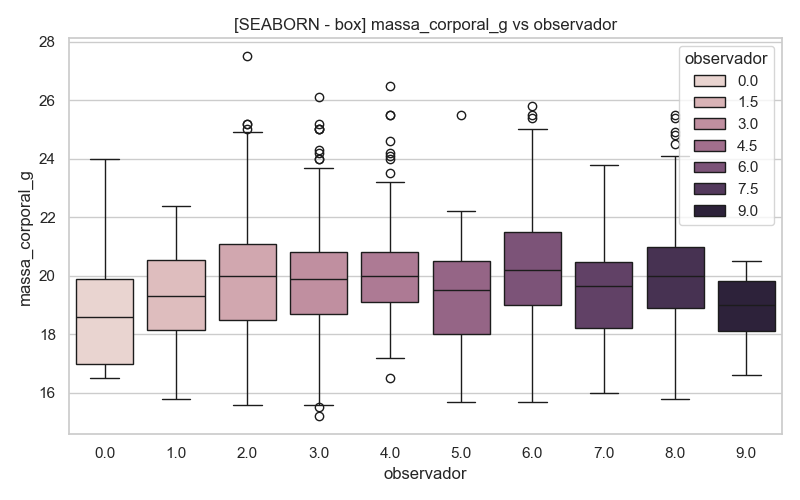 [SEABORN - box] massa_corporal_g vs observador
massa_corporal_g
28
26
24
22
20
18
16
observador
0.0
1.5
3.0
4.5
6.0
7.5
9.0
0.0 1.0 2.0 3.0 4.0 5.0 6.0 7.0 8.0 9.0
observador